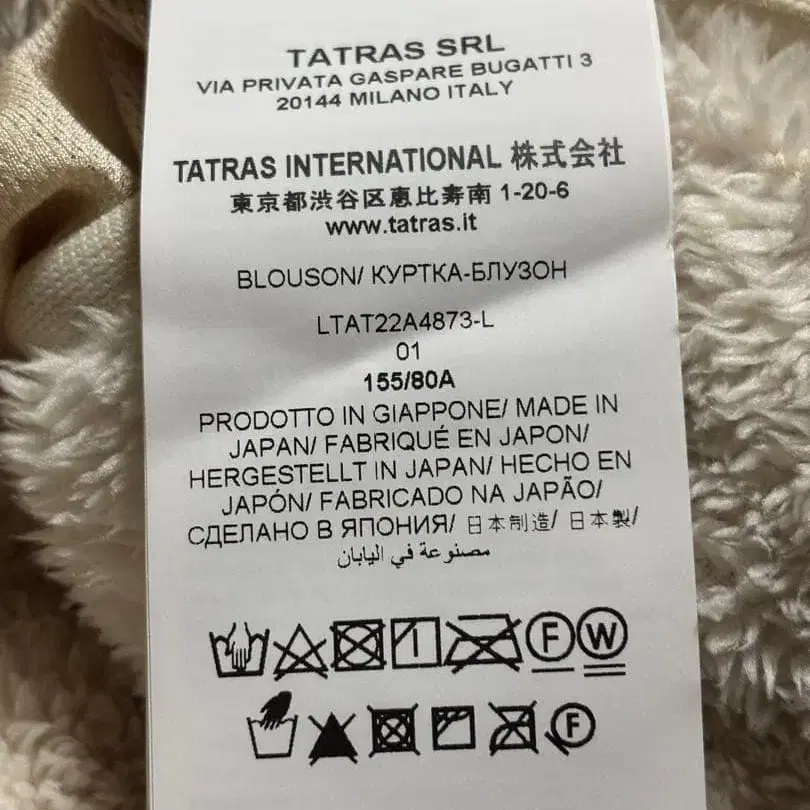 TATRAS SRL
VIA PRIVATA GASPARE BUGATTI 3
20144 MILANO ITALY
TATRAS INTERNATIONAL 株式会社
東京都渋谷区恵比寿南 1-20-6
www.tatras.it
BLOUSON/ КУРТКА-БЛУЗОН
LTAT22A4873-L
01
155/80A
PRODOTTO IN GIAPPONE/ MADE IN
JAPAN/ FABRIQUÉ EN JAPON/
HERGESTELLT IN JAPAN/ HECHO EN
JAPÓN/ FABRICADO NA JAPÃO/
СДЕЛАНО В ЯПОНИЯ/ 日本制造/ 日本製/
مصنوعة في اليابان
F W
F